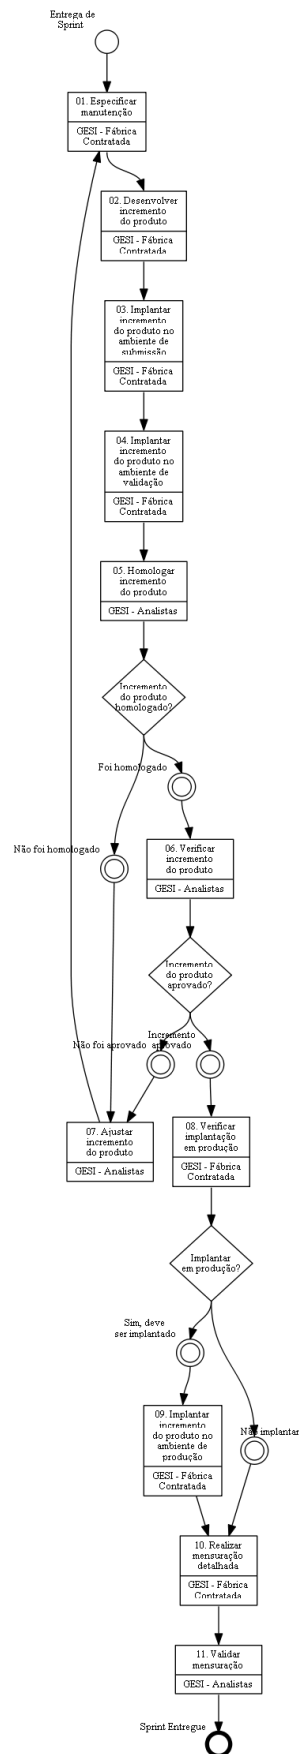 Entrega de
Sprint
01. Especificar
manutenção
GESI - Fábrica
Contratada
02. Desenvolver
incremento
do produto
GESI - Fábrica
Contratada
03. Implantar
incremento
do produto no
ambiente de
submissão
GESI - Fábrica
Contratada
04. Implantar
incremento
do produto no
ambiente de
validação
GESI - Fábrica
Contratada
05. Homologar
incremento
do produto
GESI - Analistas
Incremento
do produto
homologado?
Foi homologado
Não foi homologado
06. Verificar
incremento
do produto
GESI - Analistas
Incremento
do produto
aprovado?
Não foi aprovado
Incremento
aprovado
07. Ajustar
incremento
do produto
GESI - Analistas
08. Verificar
implantação
em produção
GESI - Fábrica
Contratada
Implantar
em produção?
Sim, deve
ser implantado
Não implantar
09. Implantar
incremento
do produto no
ambiente de
produção
GESI - Fábrica
Contratada
10. Realizar
mensuração
detalhada
GESI - Fábrica
Contratada
11. Validar
mensuração
GESI - Analistas
Sprint Entregue